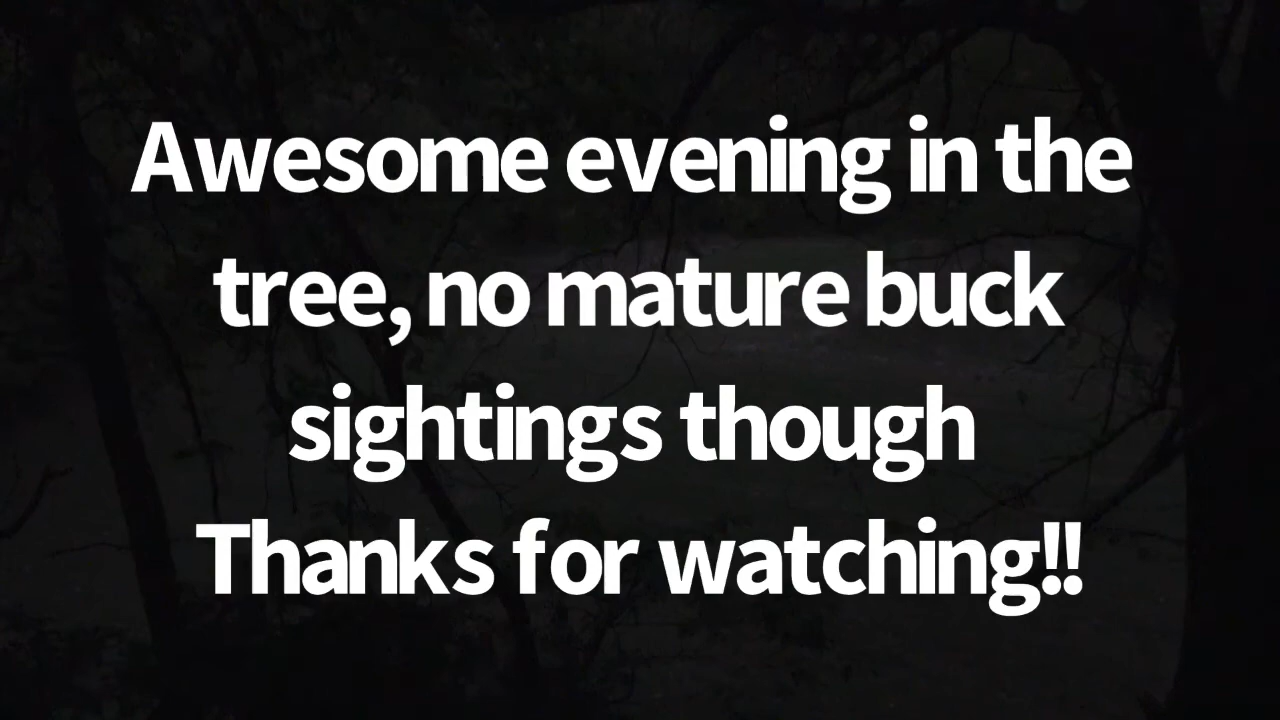 Awesome evening in the
tree, no mature buck
sightings though
Thanks for watching!!